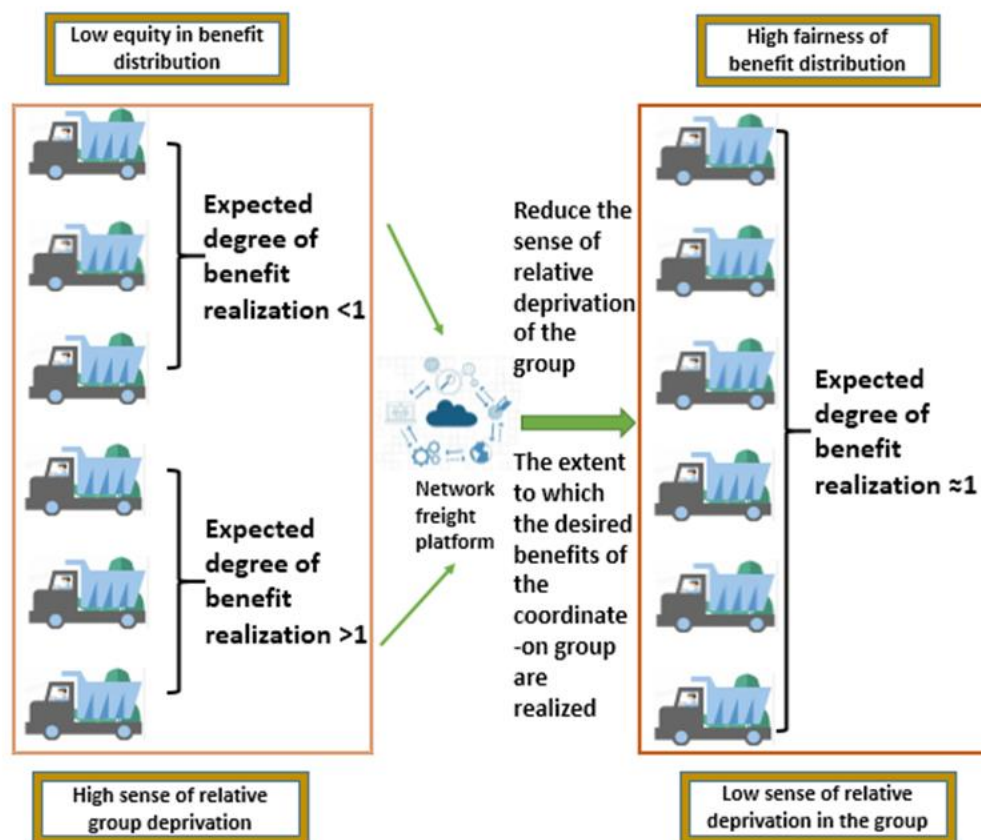 Low equity in benefit
distribution
High fairness of
benefit distribution
Expected
degree of
benefit
realization <1
Expected
degree of
benefit
realization >1
Network
freight
platform
Reduce the
sense of
relative
deprivation
of the
group
The extent
to which
the desired
benefits of
the
coordinate
-on group
are
realized
Expected
degree of
benefit
realization ≈1
High sense of relative
group deprivation
Low sense of relative
deprivation in the group